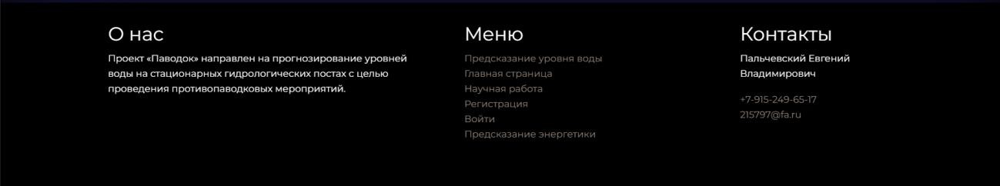 О нас
Проект «Паводок» направлен на прогнозирование уровней
воды на стационарных гидрологических постах с целью
проведения противопаводковых мероприятий.
Меню
Предсказание уровня воды
Главная страница
Научная работа
Регистрация
Войти
Предсказание энергетики
Контакты
Пальчевский Евгений
Владимирович
+7-915-249-65-17
215797@fa.ru